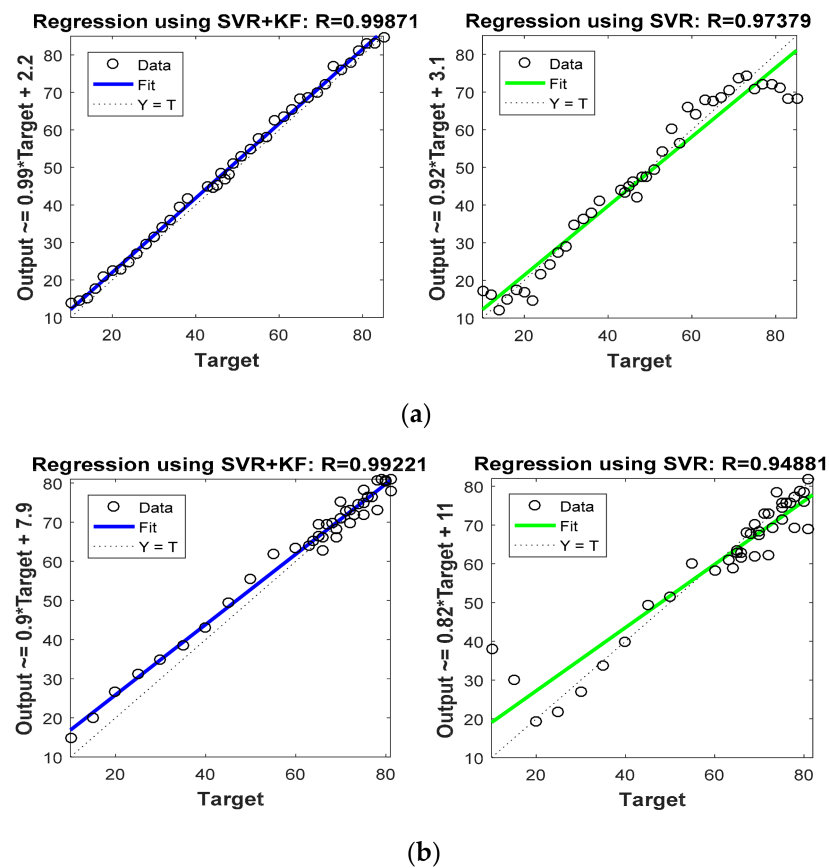 Regression using SVR+KF: R=0.99871
Output ~= 0.99*Target + 2.2
80
70
60
50
40
30
20
10
Data
Fit
Y = T
20 40 60 80
Target
Regression using SVR: R=0.97379
Output ~= 0.92*Target + 3.1
80
70
60
50
40
30
20
10
Data
Fit
Y = T
20 40 60 80
Target
(a)
Regression using SVR+KF: R=0.99221
Output ~= 0.9*Target + 7.9
80
70
60
50
40
30
20
10
Data
Fit
Y = T
20 40 60 80
Target
Regression using SVR: R=0.94881
Output ~= 0.82*Target + 11
80
70
60
50
40
30
20
10
Data
Fit
Y = T
20 40 60 80
Target
(b)